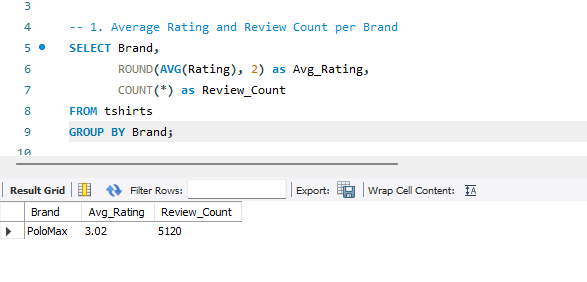 3
4 -- 1. Average Rating and Review Count per Brand
5 SELECT Brand,
6 ROUND(AVG(Rating), 2) as Avg_Rating,
7 COUNT(*) as Review_Count
8 FROM tshirts
9 GROUP BY Brand;
10
Result Grid Filter Rows: Export: Wrap Cell Content: IA
Brand Avg_Rating Review_Count
PoloMax 3.02 5120